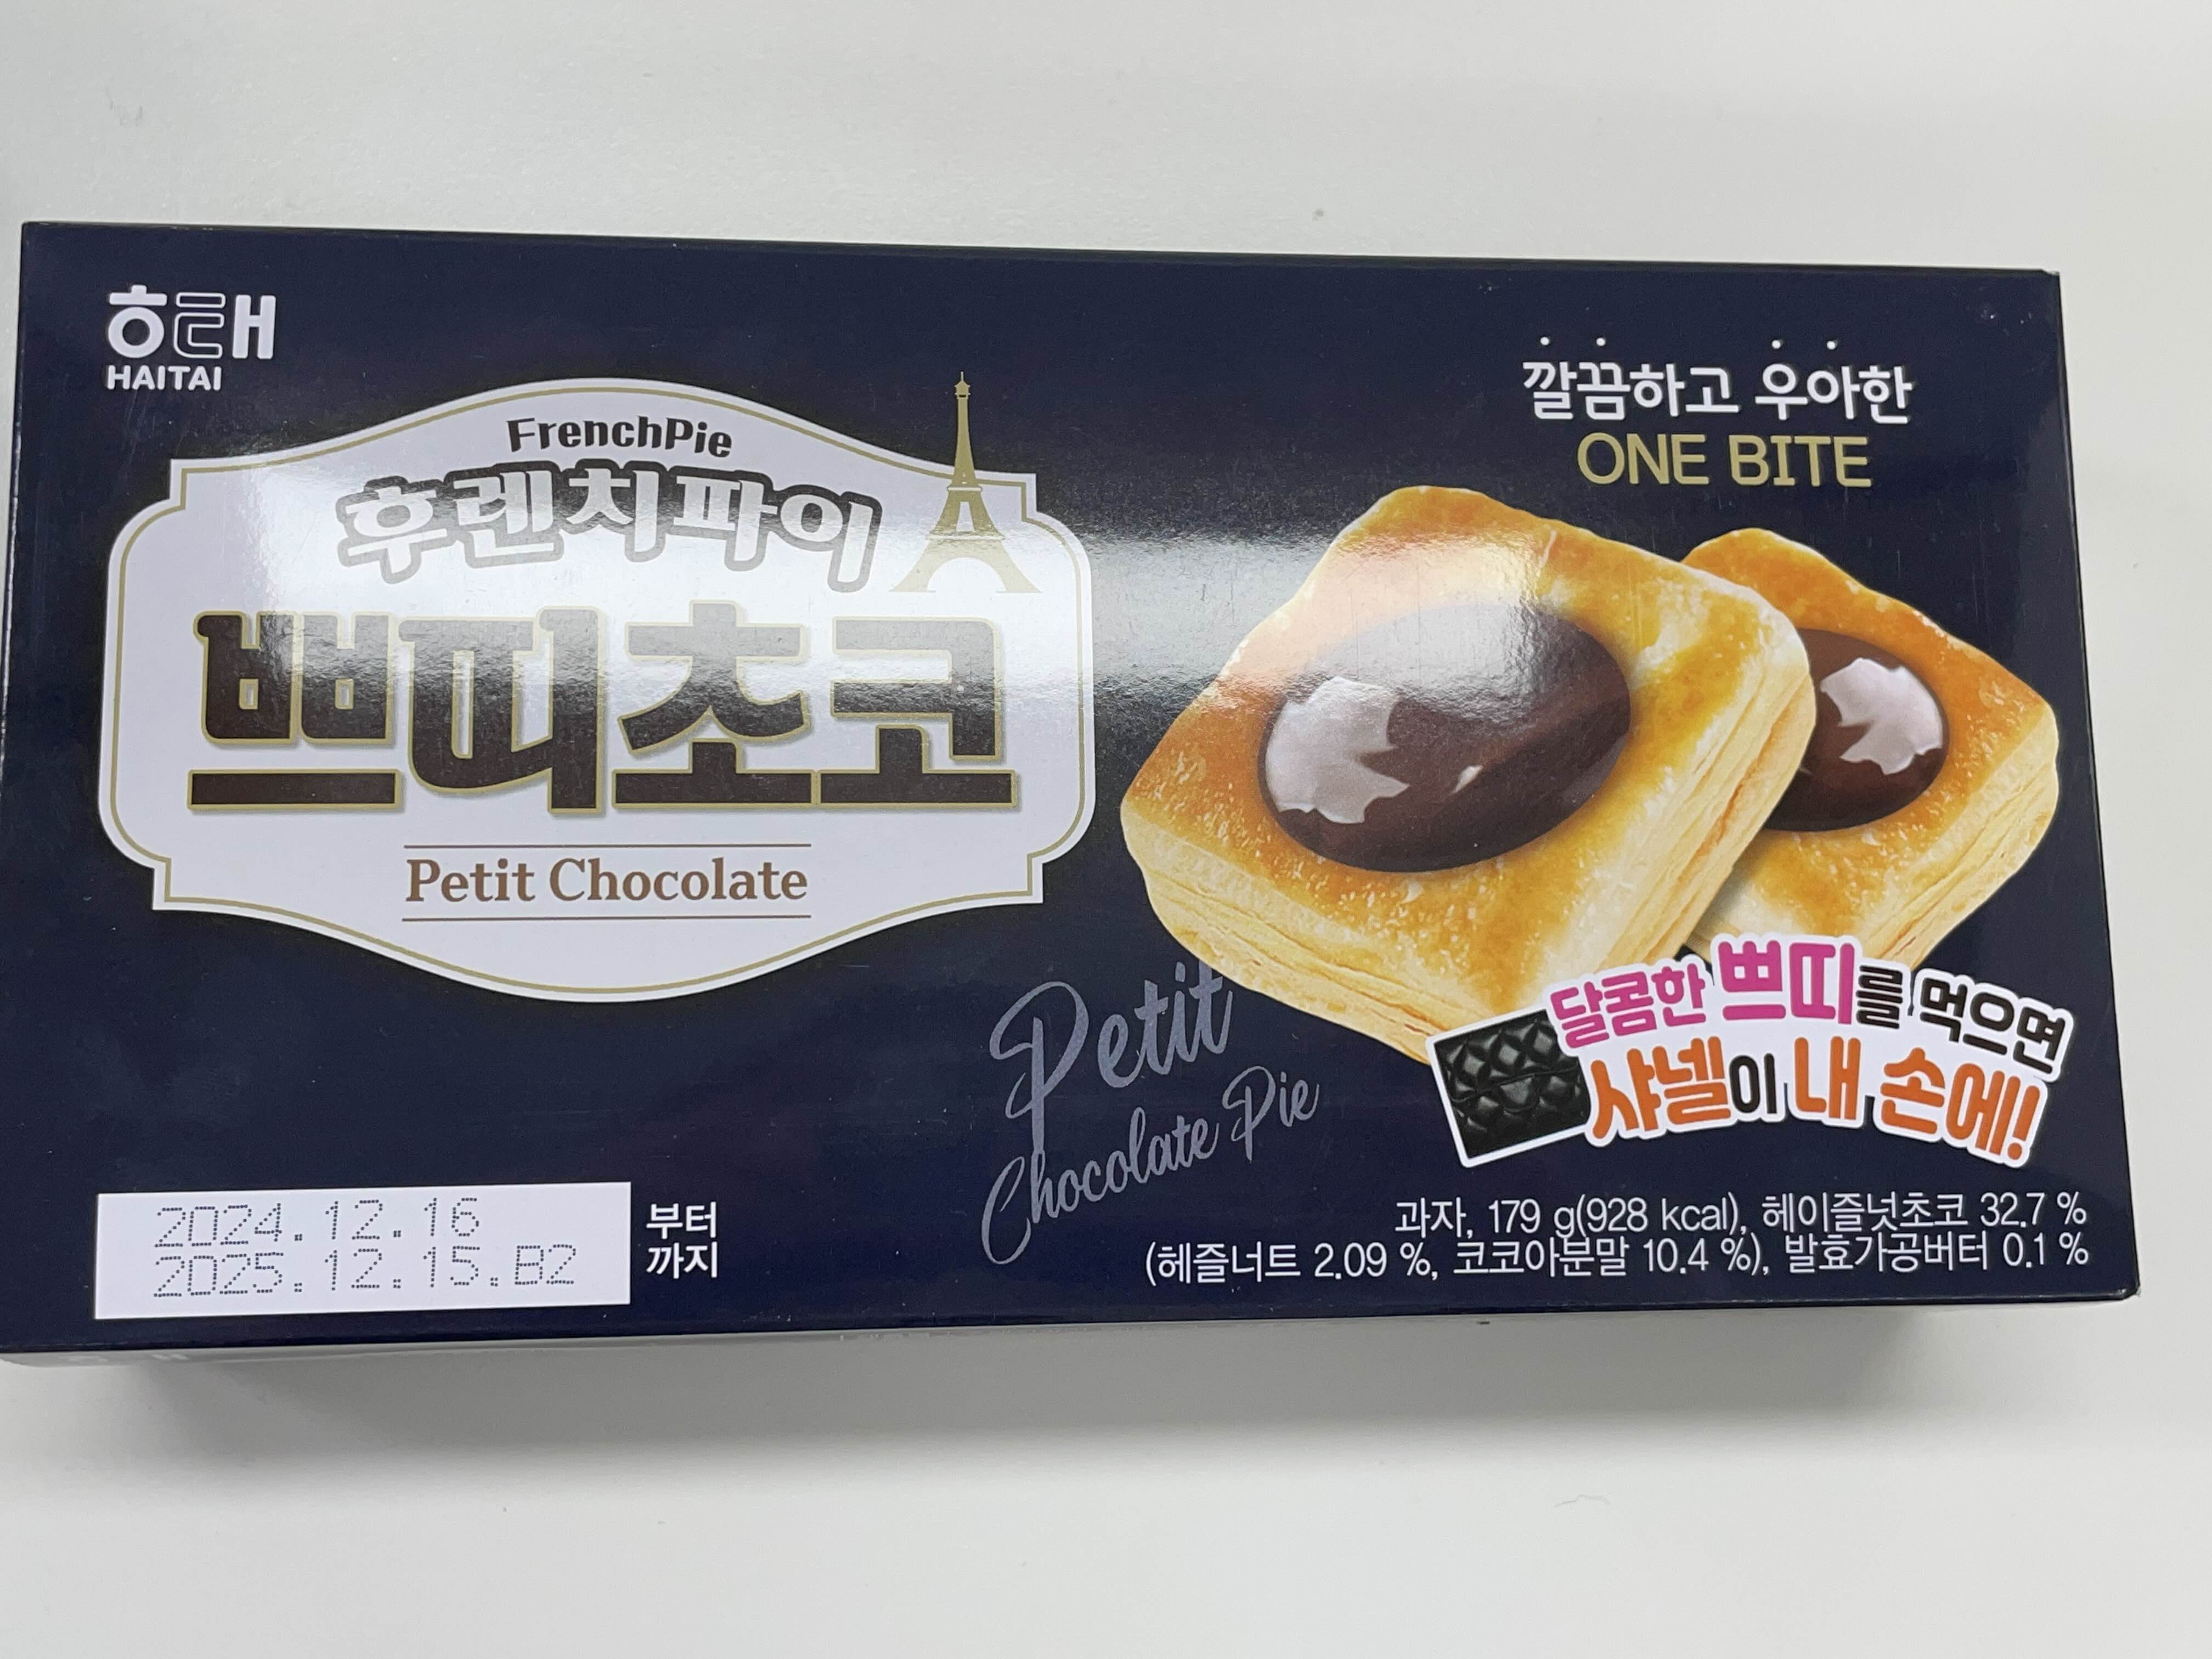 해태
HAITAI
FrenchPie
후렌치파이
쁘띠초코
Petit Chocolate
깔끔하고 우아한
ONE BITE
Petit
Chocolate Pie
달콤한 쁘띠를 먹으면
샤넬이 내 손에!
2024.12.16 부터
2025.12.15.B2 까지
과자, 179 g(928 kcal), 헤이즐넛초코 32.7 %
(헤즐너트 2.09 %, 코코아분말 10.4 %), 발효가공버터 0.1 %